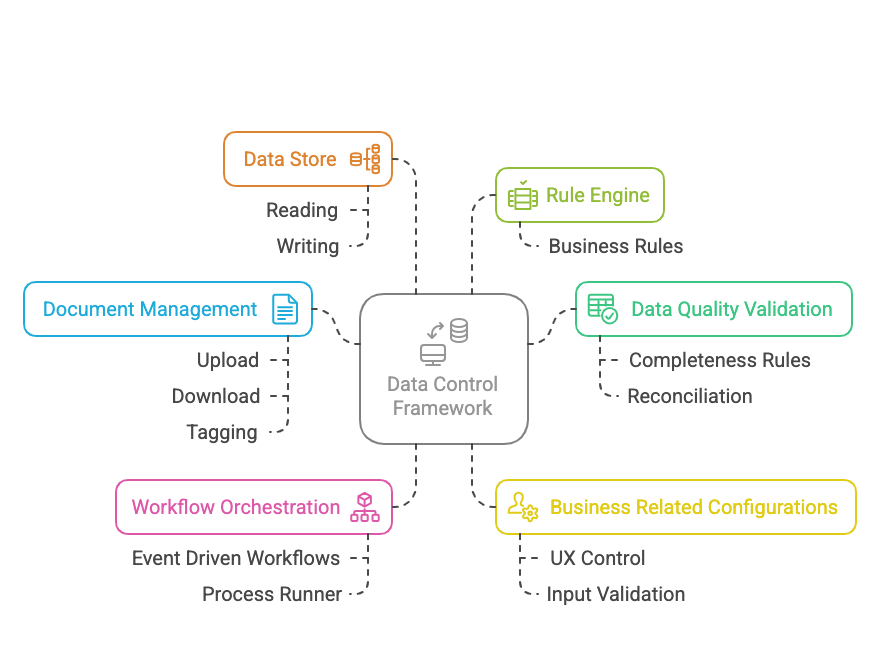 Data Store
Reading
Writing
Rule Engine
Business Rules
Document Management
Upload
Download
Tagging
Data Control
Framework
Data Quality Validation
Completeness Rules
Reconciliation
Workflow Orchestration
Event Driven Workflows
Process Runner
Business Related Configurations
UX Control
Input Validation